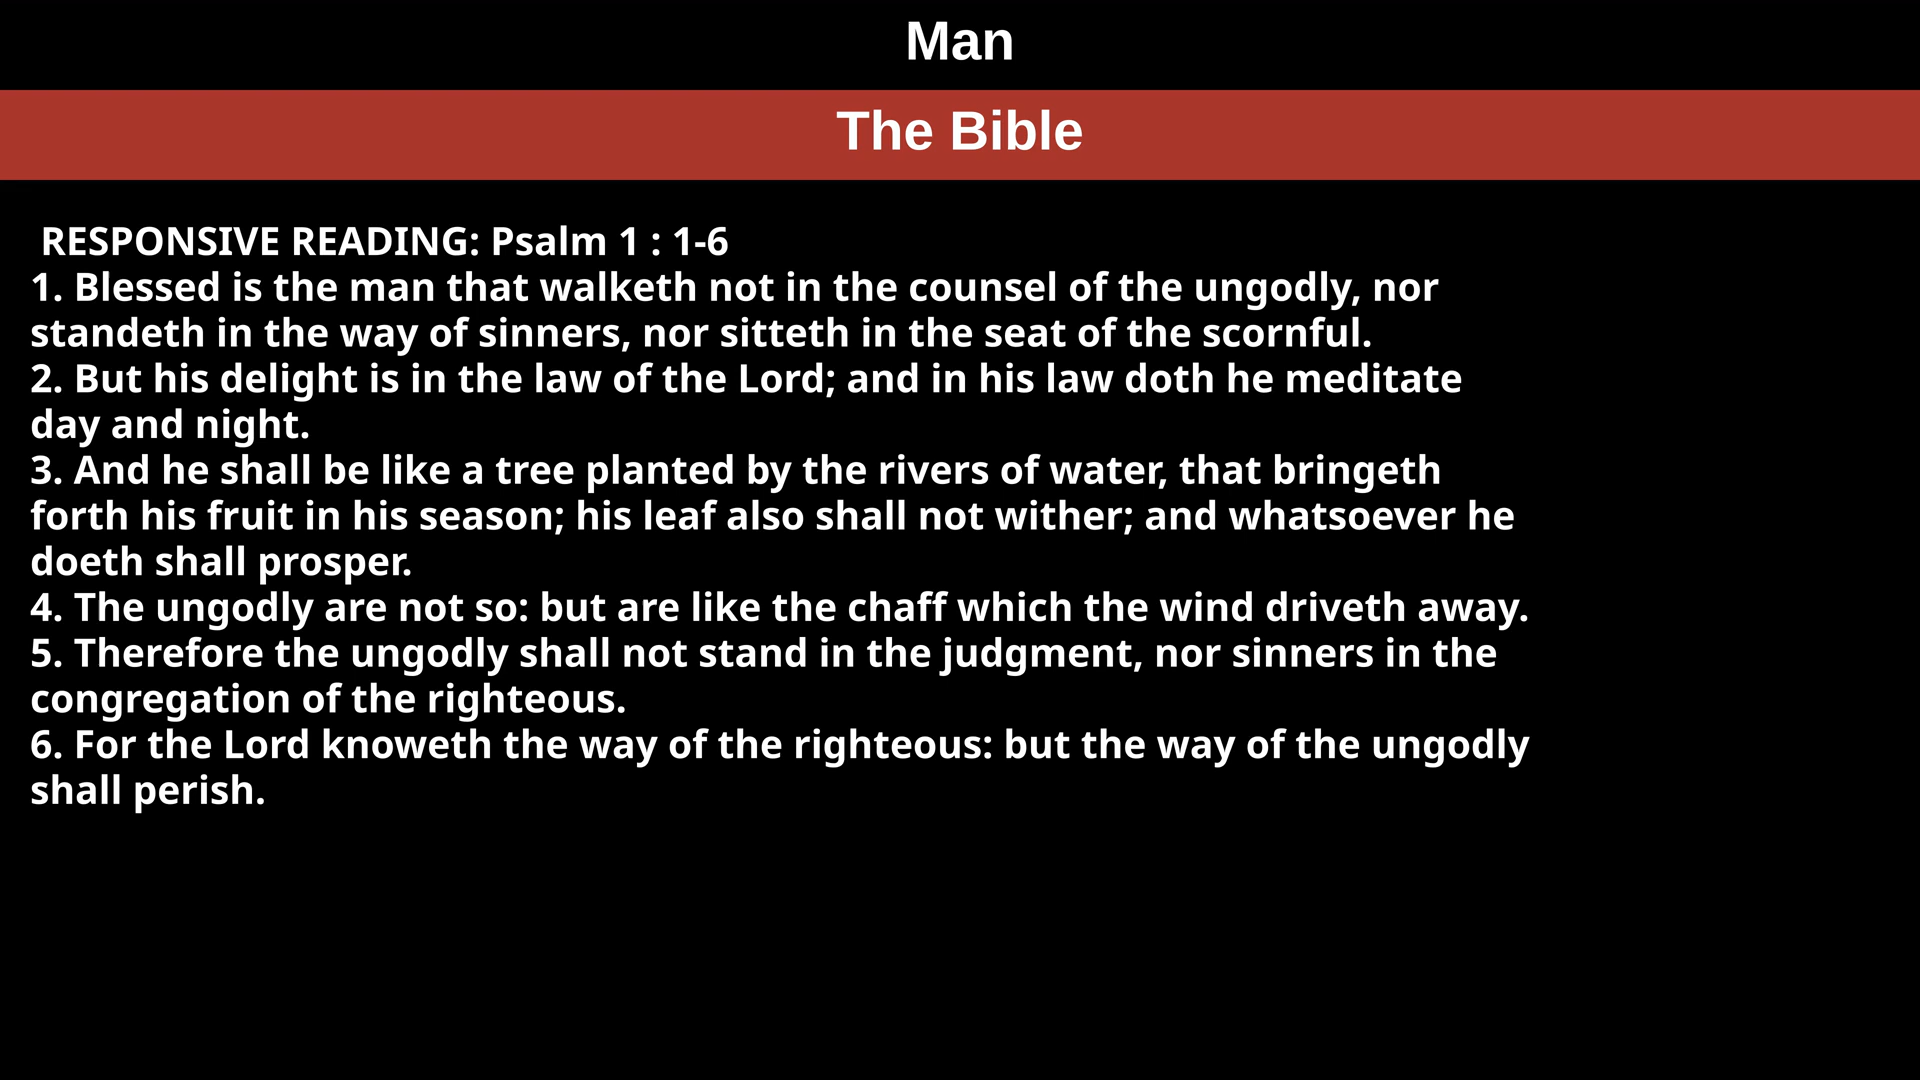 Man
The Bible
RESPONSIVE READING: Psalm 1 : 1-6
1. Blessed is the man that walketh not in the counsel of the ungodly, nor
standeth in the way of sinners, nor sitteth in the seat of the scornful.
2. But his delight is in the law of the Lord; and in his law doth he meditate
day and night.
3. And he shall be like a tree planted by the rivers of water, that bringeth
forth his fruit in his season; his leaf also shall not wither; and whatsoever he
doeth shall prosper.
4. The ungodly are not so: but are like the chaff which the wind driveth away.
5. Therefore the ungodly shall not stand in the judgment, nor sinners in the
congregation of the righteous.
6. For the Lord knoweth the way of the righteous: but the way of the ungodly
shall perish.